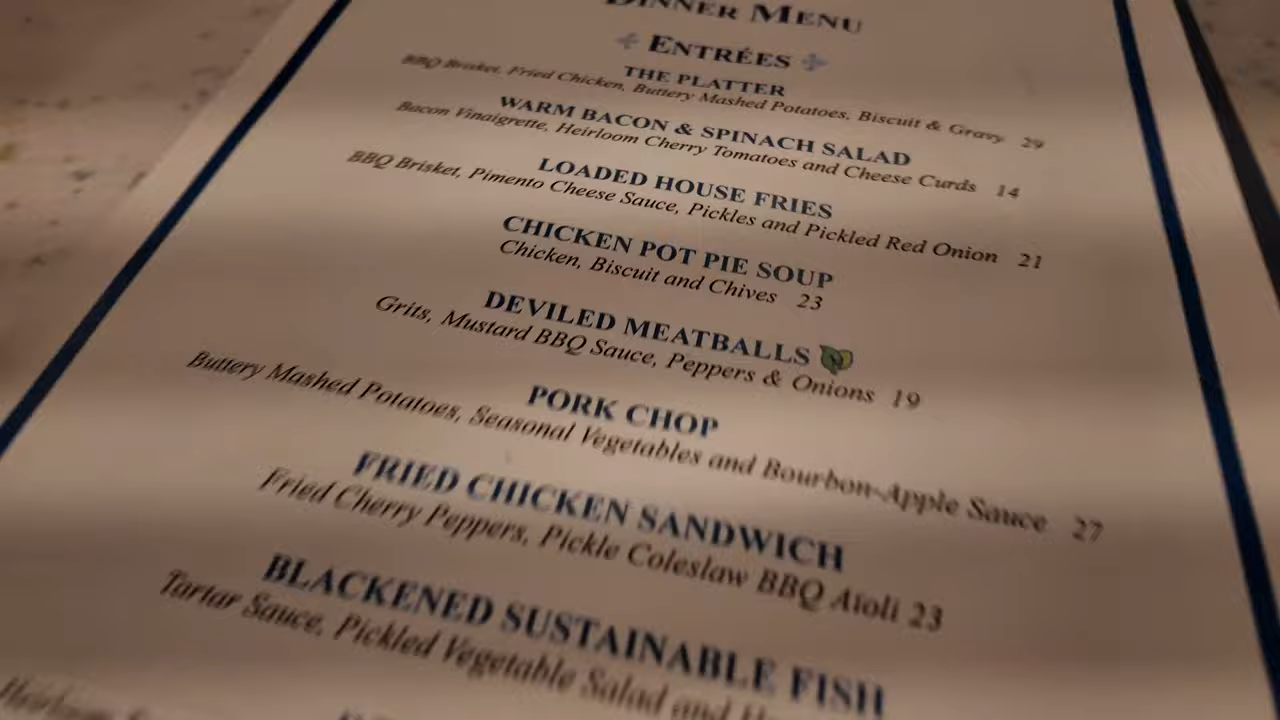 DINNER MENU
ENTRÉES
THE PLATTER
BBQ Brisket, Fried Chicken, Buttery Mashed Potatoes, Biscuit & Gravy 29
WARM BACON & SPINACH SALAD
Bacon Vinaigrette, Heirloom Cherry Tomatoes and Cheese Curds 14
LOADED HOUSE FRIES
BBQ Brisket, Pimento Cheese Sauce, Pickles and Pickled Red Onion 21
CHICKEN POT PIE SOUP
Chicken, Biscuit and Chives 23
DEVILED MEATBALLS
Grits, Mustard BBQ Sauce, Peppers & Onions 19
PORK CHOP
Buttery Mashed Potatoes, Seasonal Vegetables and Bourbon-Apple Sauce 27
FRIED CHICKEN SANDWICH
Fried Cherry Peppers, Pickle Coleslaw BBQ Aioli 23
BLACKENED SUSTAINABLE FISH
Tartar Sauce, Pickled Vegetable Salad and
Heirloom